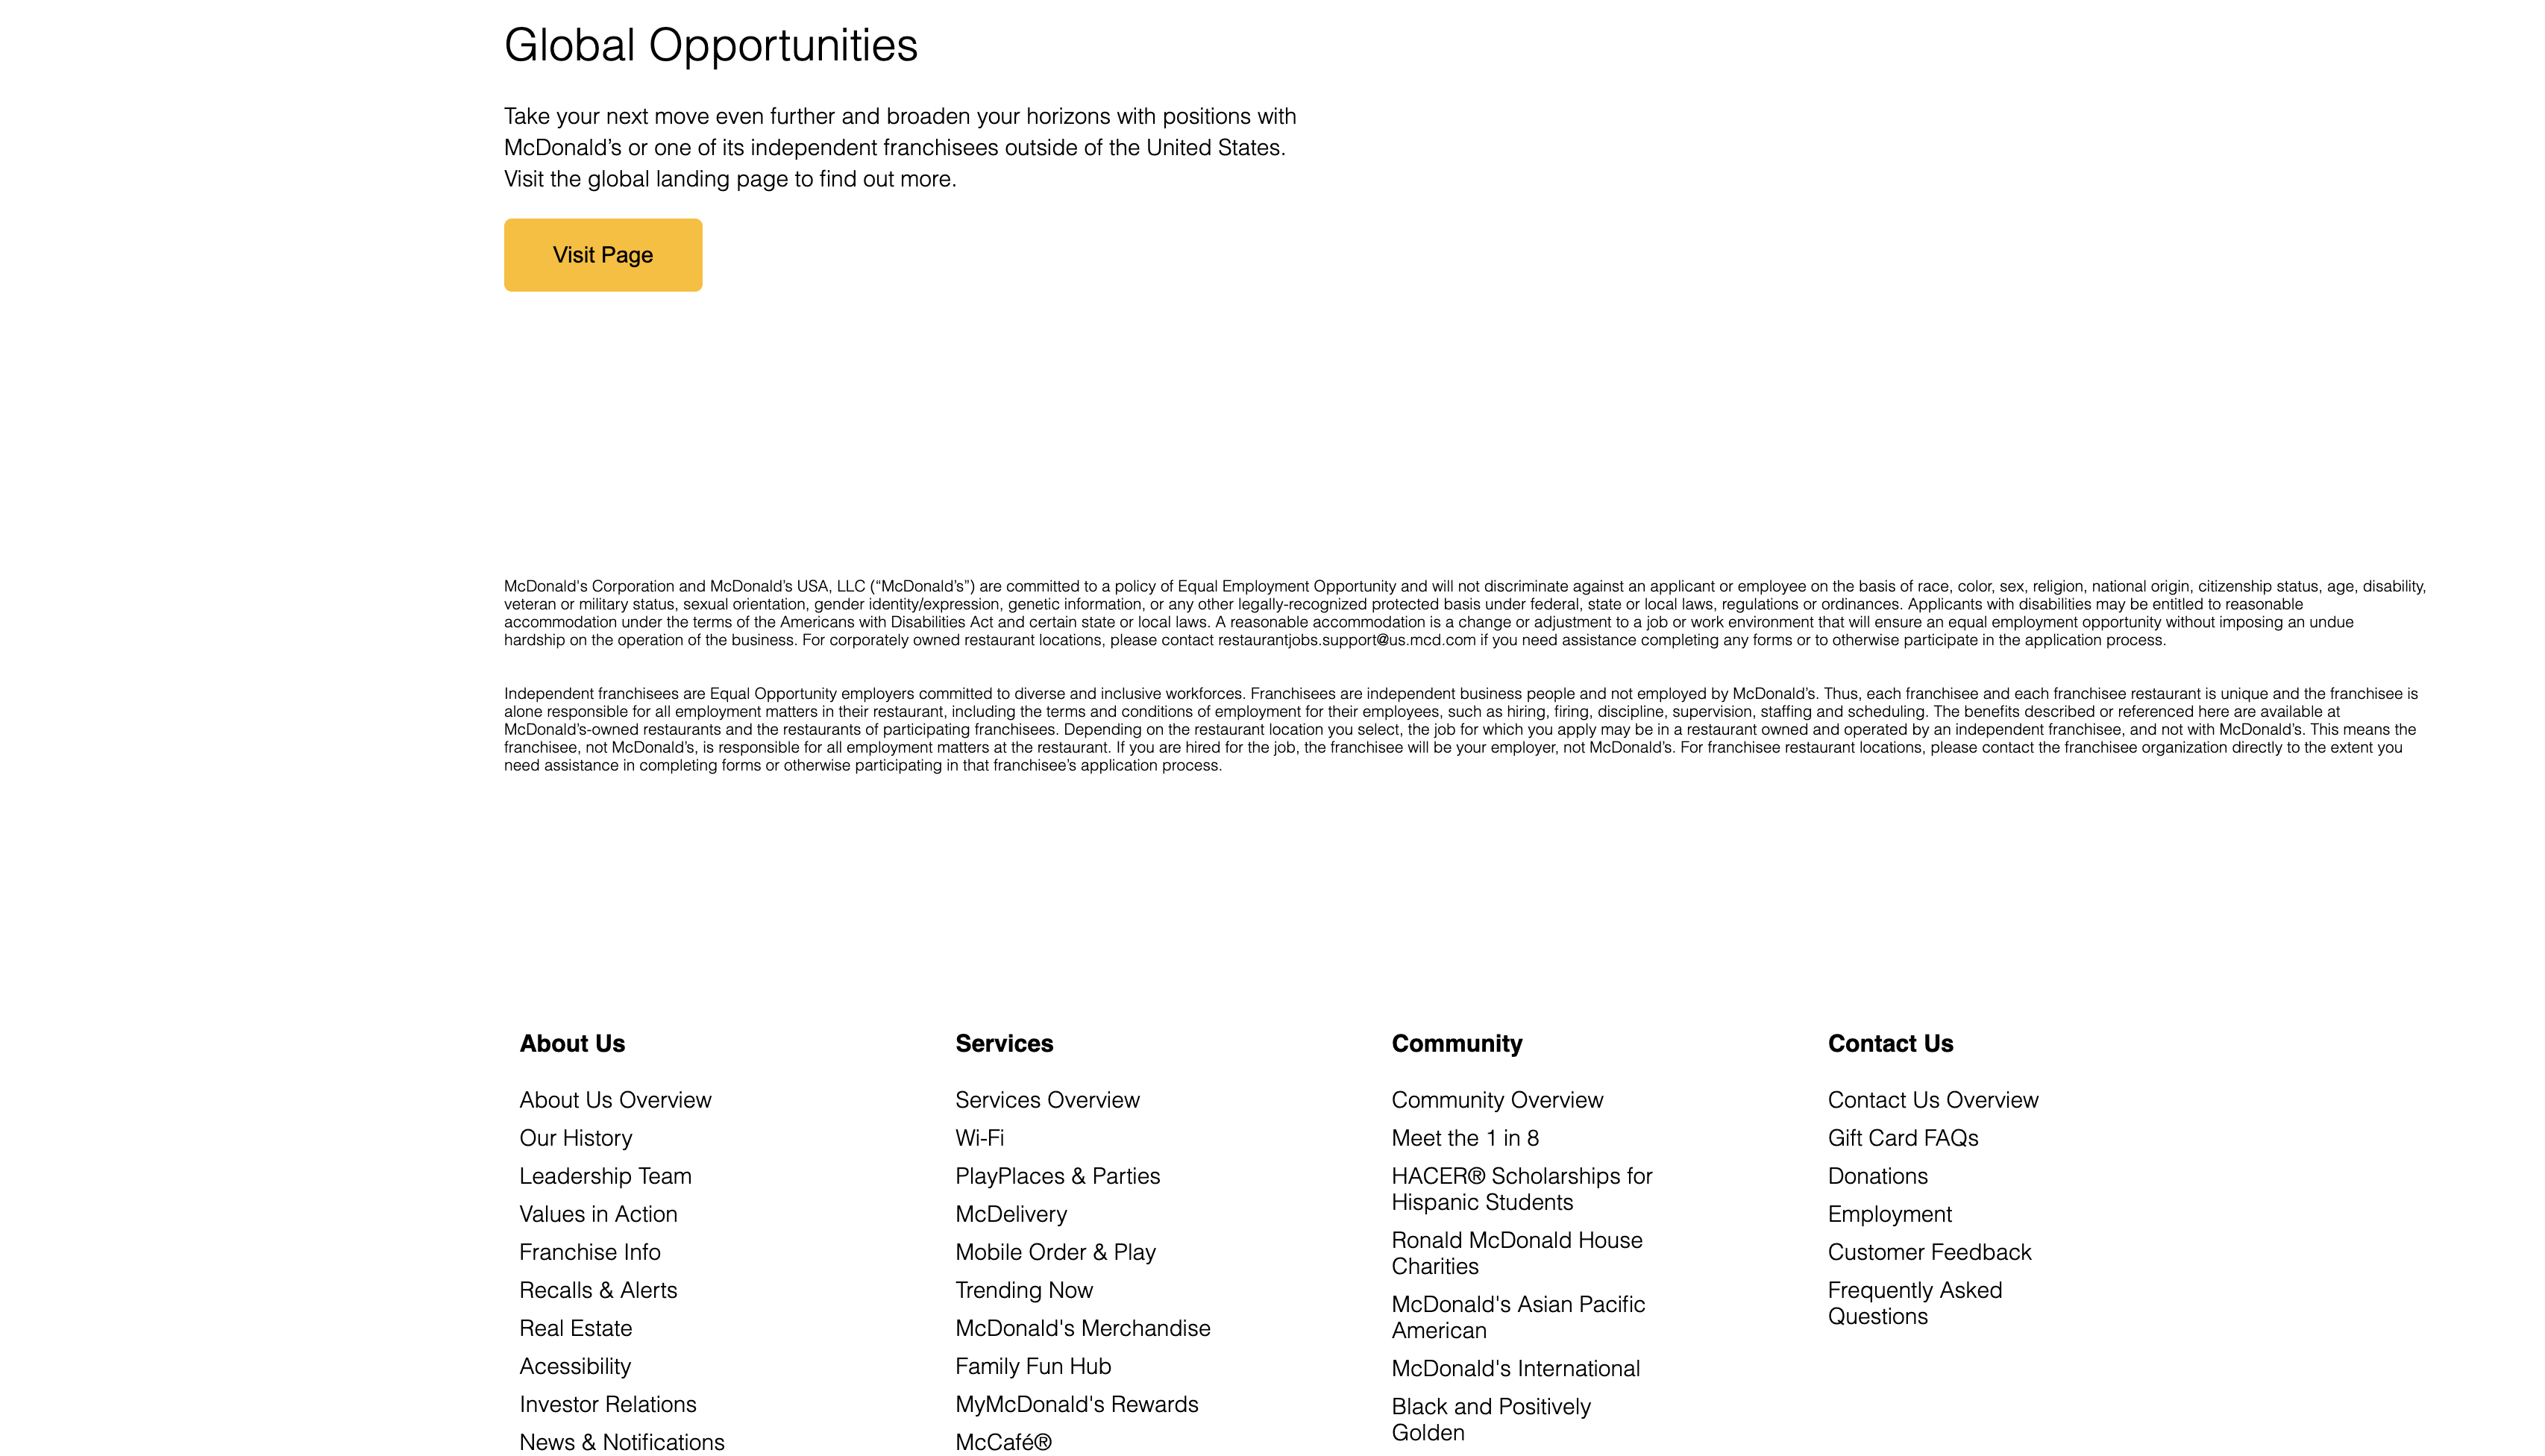 Global Opportunities
Take your next move even further and broaden your horizons with positions with
McDonald’s or one of its independent franchisees outside of the United States.
Visit the global landing page to find out more.
Visit Page
McDonald's Corporation and McDonald’s USA, LLC (“McDonald’s”) are committed to a policy of Equal Employment Opportunity and will not discriminate against an applicant or employee on the basis of race, color, sex, religion, national origin, citizenship status, age, disability,
veteran or military status, sexual orientation, gender identity/expression, genetic information, or any other legally-recognized protected basis under federal, state or local laws, regulations or ordinances. Applicants with disabilities may be entitled to reasonable
accommodation under the terms of the Americans with Disabilities Act and certain state or local laws. A reasonable accommodation is a change or adjustment to a job or work environment that will ensure an equal employment opportunity without imposing an undue
hardship on the operation of the business. For corporately owned restaurant locations, please contact restaurantjobs.support@us.mcd.com if you need assistance completing any forms or to otherwise participate in the application process.
Independent franchisees are Equal Opportunity employers committed to diverse and inclusive workforces. Franchisees are independent business people and not employed by McDonald’s. Thus, each franchisee and each franchisee restaurant is unique and the franchisee is
alone responsible for all employment matters in their restaurant, including the terms and conditions of employment for their employees, such as hiring, firing, discipline, supervision, staffing and scheduling. The benefits described or referenced here are available at
McDonald’s-owned restaurants and the restaurants of participating franchisees. Depending on the restaurant location you select, the job for which you apply may be in a restaurant owned and operated by an independent franchisee, and not with McDonald’s. This means the
franchisee, not McDonald’s, is responsible for all employment matters at the restaurant. If you are hired for the job, the franchisee will be your employer, not McDonald’s. For franchisee restaurant locations, please contact the franchisee organization directly to the extent you
need assistance in completing forms or otherwise participating in that franchisee’s application process.
About Us
About Us Overview
Our History
Leadership Team
Values in Action
Franchise Info
Recalls & Alerts
Real Estate
Acessibility
Investor Relations
News & Notifications
Services
Services Overview
Wi-Fi
PlayPlaces & Parties
McDelivery
Mobile Order & Play
Trending Now
McDonald's Merchandise
Family Fun Hub
MyMcDonald's Rewards
McCafé®
Community
Community Overview
Meet the 1 in 8
HACER® Scholarships for
Hispanic Students
Ronald McDonald House
Charities
McDonald's Asian Pacific
American
McDonald's International
Black and Positively
Golden
Contact Us
Contact Us Overview
Gift Card FAQs
Donations
Employment
Customer Feedback
Frequently Asked
Questions